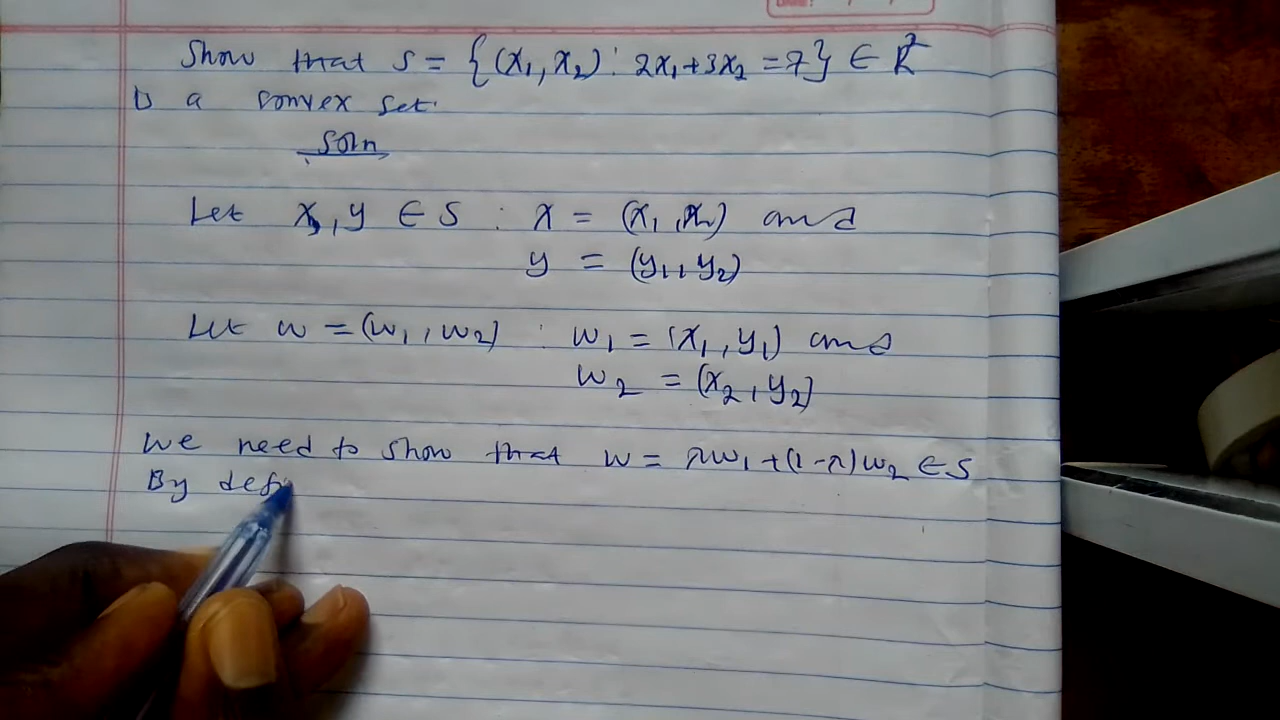 Show that S = {(x₁, x₂) : 2x₁ + 3x₂ = 7} ∈ R²
is a convex set.
Soln
Let x, y ∈ S : x = (x₁, x₂) and
y = (y₁, y₂)
Let w = (w₁, w₂) : w₁ = (x₁, y₁) and
w₂ = (x₂, y₂)
We need to show that w = λw₁ + (1-λ)w₂ ∈ S
By defi